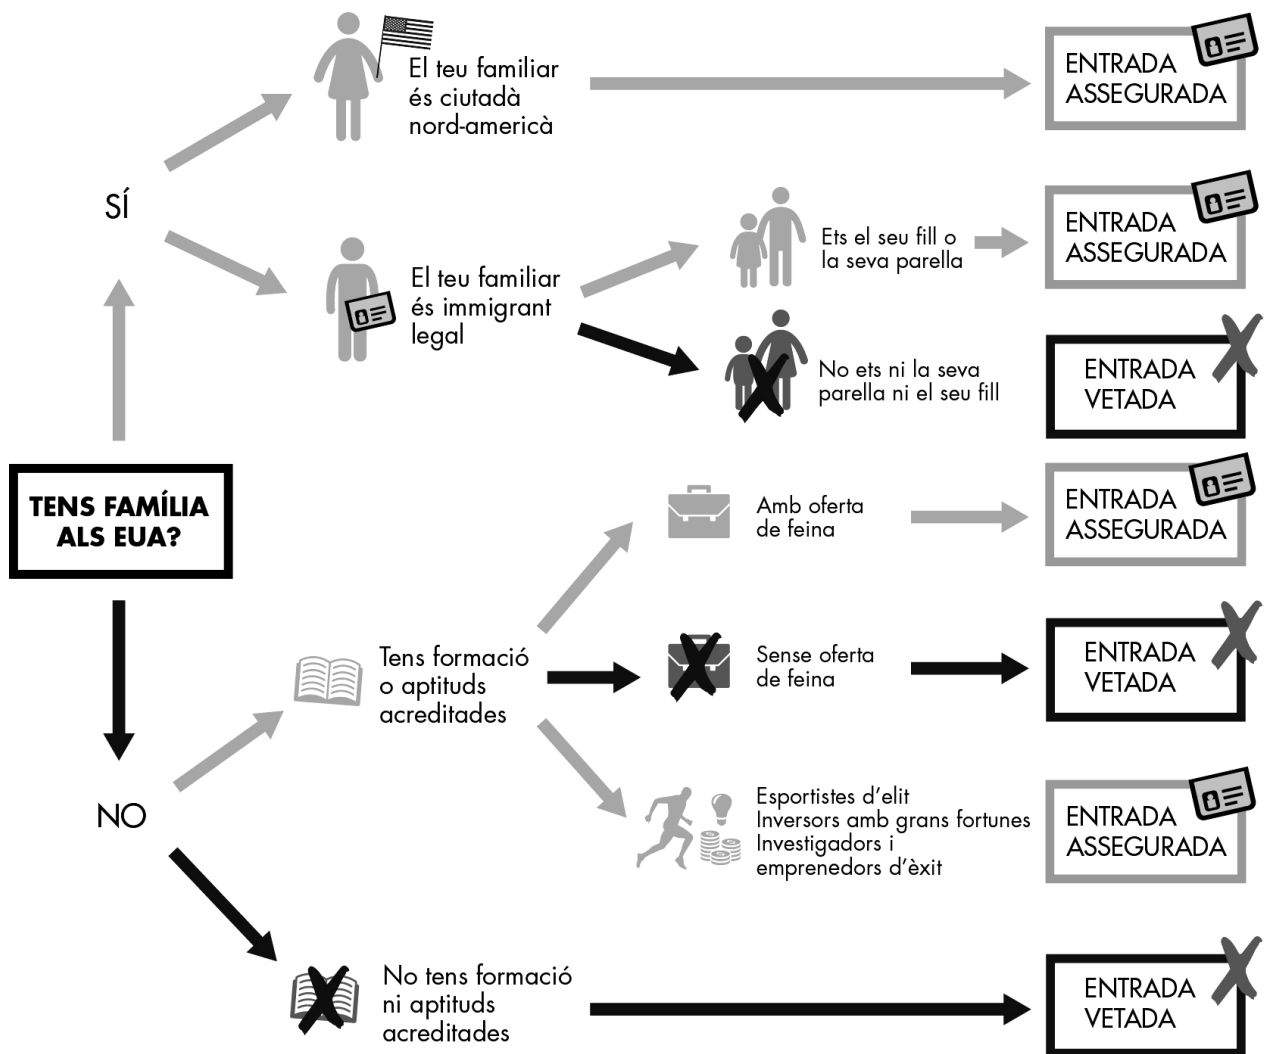 El teu familiar
és ciutadà
nord-americà
ENTRADA
ASSEGURADA
SÍ
El teu familiar
és immigrant
legal
Ets el seu fill o
la seva parella
ENTRADA
ASSEGURADA
No ets ni la seva
parella ni el seu fill
ENTRADA
VETADA
TENS FAMÍLIA
ALS EUA?
Amb oferta
de feina
ENTRADA
ASSEGURADA
Tens formació
o aptituds
acreditades
Sense oferta
de feina
ENTRADA
VETADA
NO
Esportistes d'elit
Inversors amb grans fortunes
Investigadors i
emprenedors d'èxit
ENTRADA
ASSEGURADA
No tens formació
ni aptituds
acreditades
ENTRADA
VETADA